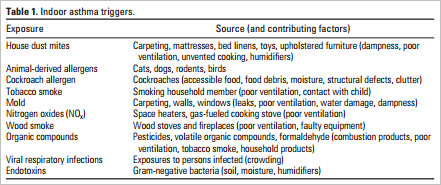 Table 1. Indoor asthma triggers.
Exposure Source (and contributing factors)
House dust mites Carpeting, mattresses, bed linens, toys, upholstered furniture (dampness, poor
ventilation, unvented cooking, humidifiers)
Animal-derived allergens Cats, dogs, rodents, birds
Cockroach allergen Cockroaches (accessible food, food debris, moisture, structural defects, clutter)
Tobacco smoke Smoking household member (poor ventilation, contact with child)
Mold Carpeting, walls, windows (leaks, poor ventilation, water damage, dampness)
Nitrogen oxides (NOₓ) Space heaters, gas-fueled cooking stove (poor ventilation)
Wood smoke Wood stoves and fireplaces (poor ventilation, faulty equipment)
Organic compounds Pesticides, volatile organic compounds, formaldehyde (combustion products, poor
ventilation, tobacco smoke, household products)
Viral respiratory infections Exposures to persons infected (crowding)
Endotoxins Gram-negative bacteria (soil, moisture, humidifiers)